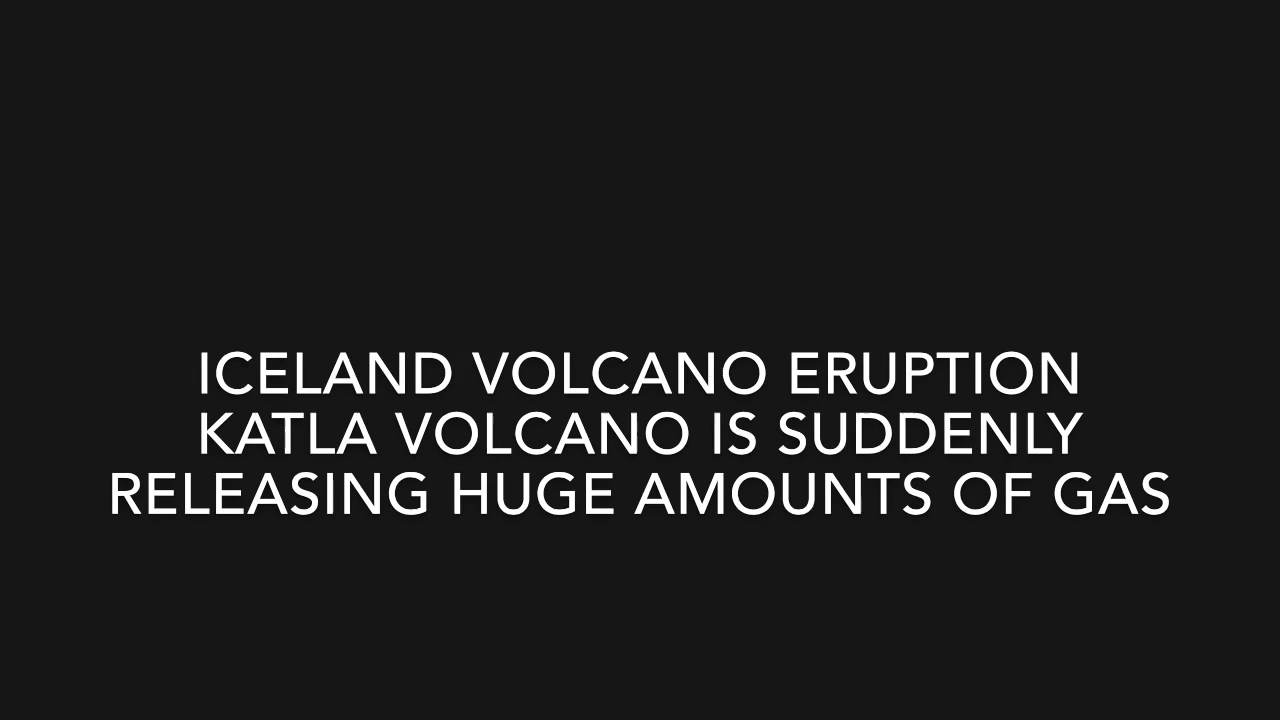 ICELAND VOLCANO ERUPTION
KATLA VOLCANO IS SUDDENLY
RELEASING HUGE AMOUNTS OF GAS